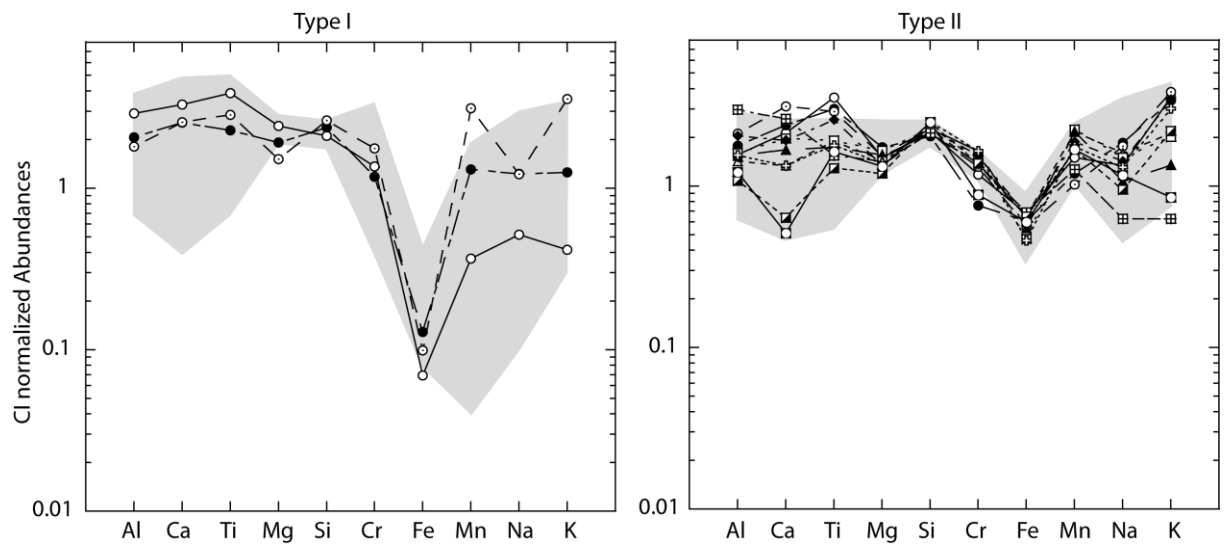 Type I
Type II
CI normalized Abundances
1
0.1
0.01
Al Ca Ti Mg Si Cr Fe Mn Na K
1
0.1
0.01
Al Ca Ti Mg Si Cr Fe Mn Na K